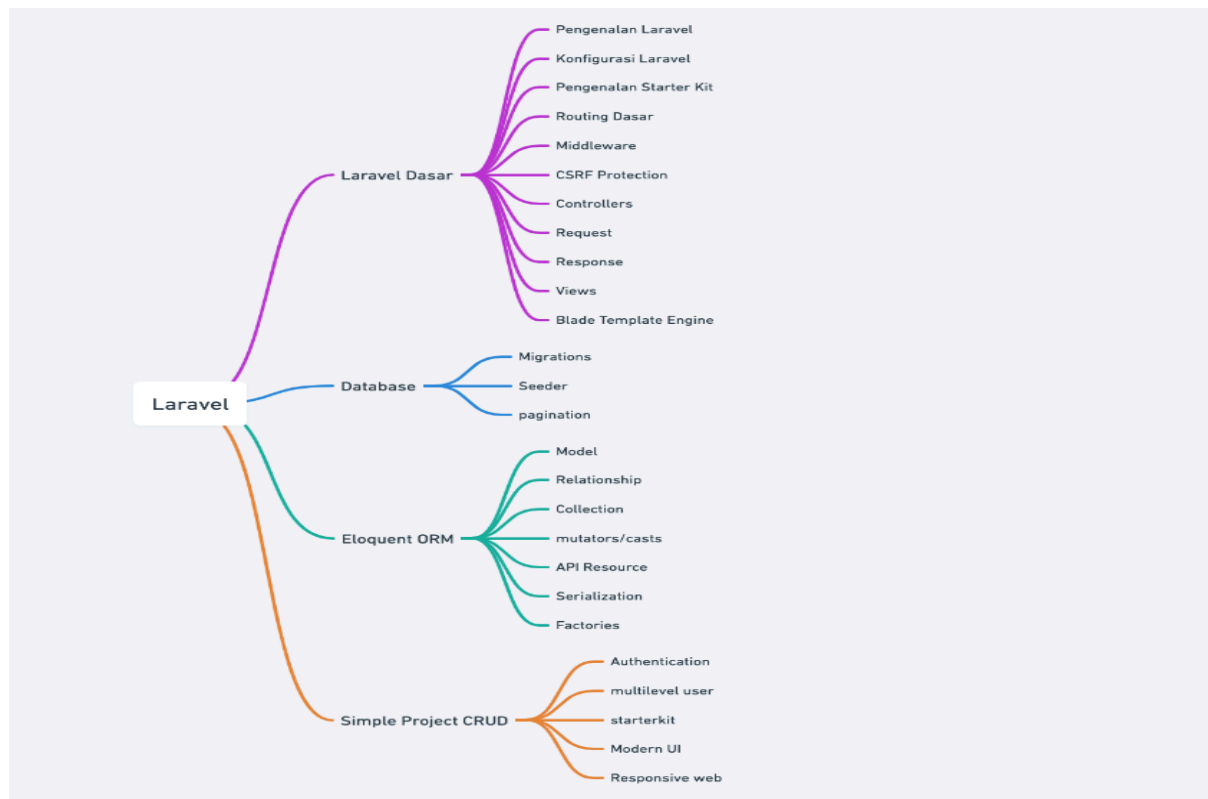 Laravel
Laravel Dasar
Pengenalan Laravel
Konfigurasi Laravel
Pengenalan Starter Kit
Routing Dasar
Middleware
CSRF Protection
Controllers
Request
Response
Views
Blade Template Engine
Database
Migrations
Seeder
pagination
Eloquent ORM
Model
Relationship
Collection
mutators/casts
API Resource
Serialization
Factories
Simple Project CRUD
Authentication
multilevel user
starterkit
Modern UI
Responsive web